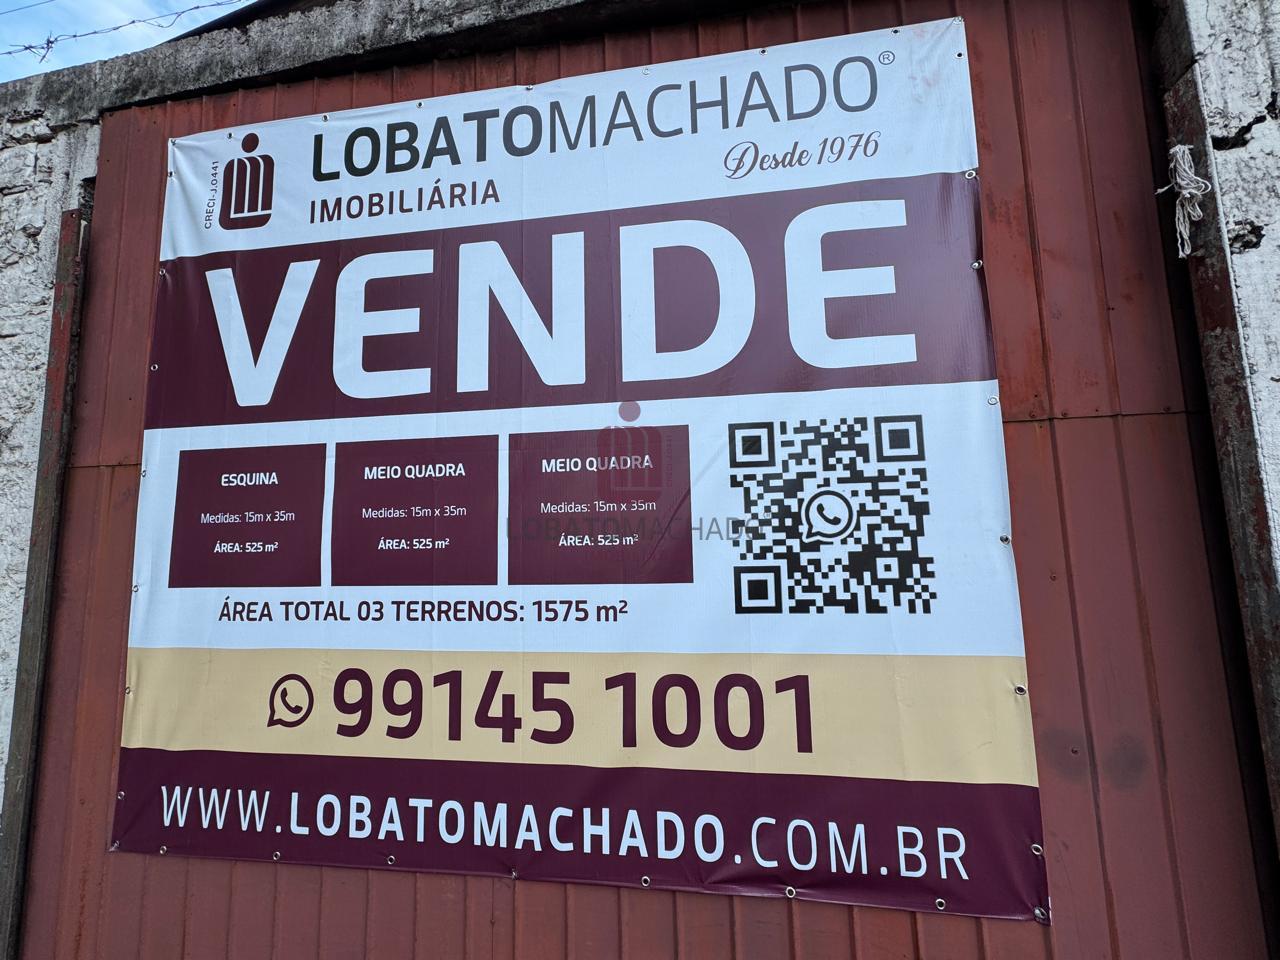 CRECI-J.0441
LOBATOMACHADO®
IMOBILIÁRIA
Desde 1976
VENDE
ESQUINA
Medidas: 15m x 35m
ÁREA: 525 m²
MEIO QUADRA
Medidas: 15m x 35m
ÁREA: 525 m²
MEIO QUADRA
Medidas: 15m x 35m
ÁREA: 525 m²
LOBATOMACHADO
ÁREA TOTAL 03 TERRENOS: 1575 m²
99145 1001
WWW.LOBATOMACHADO.COM.BR